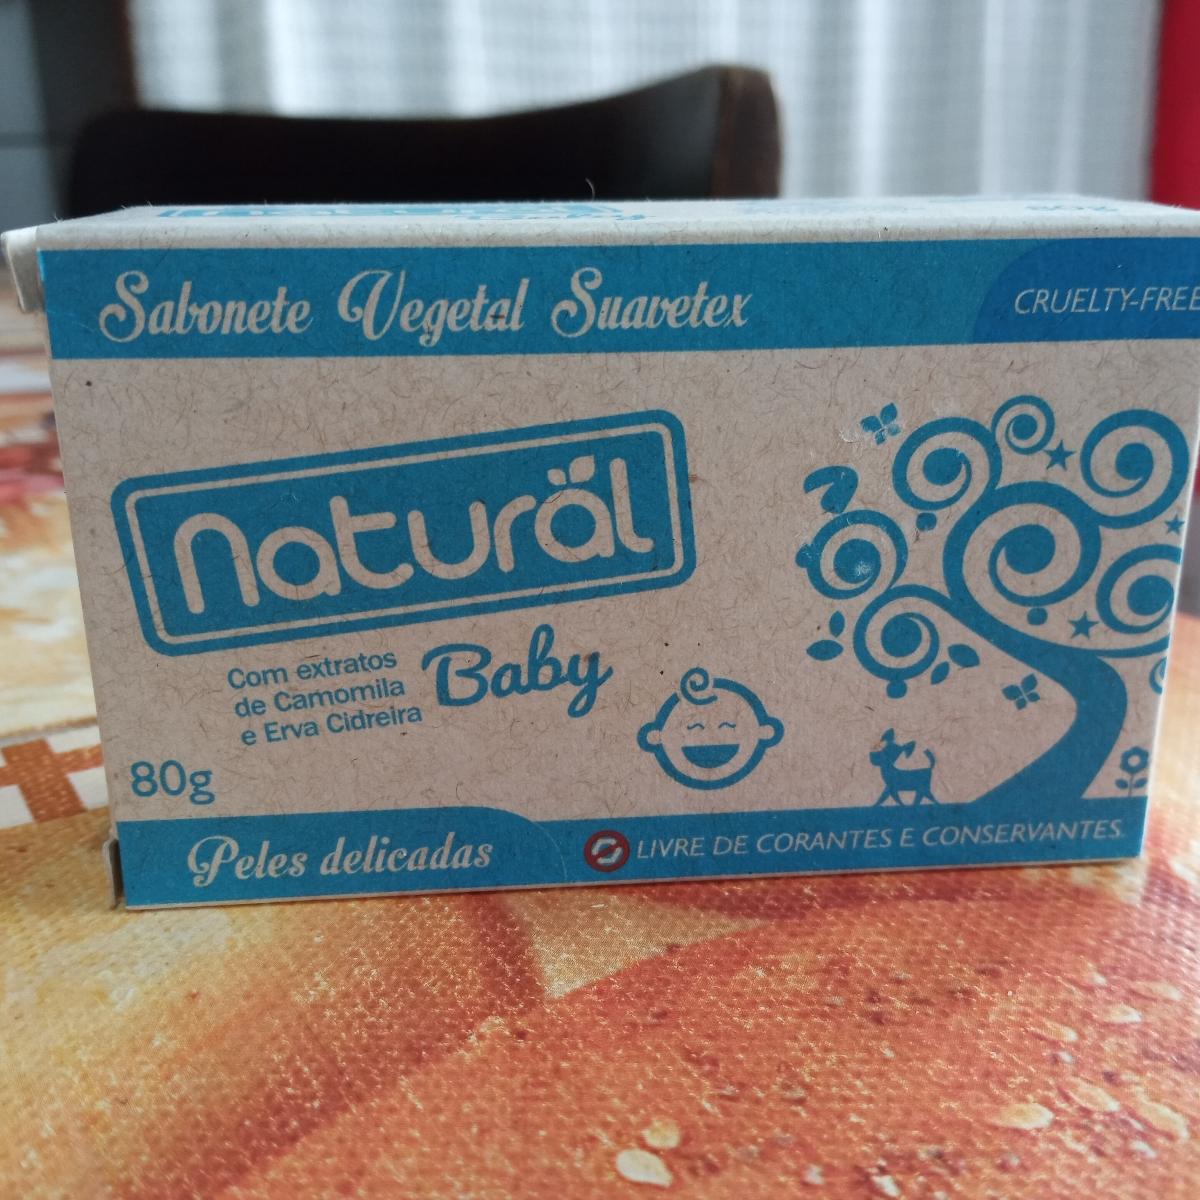 Sabonete Vegetal Suavetex
CRUELTY-FREE
naturäl
Baby
Com extratos
de Camomila
e Erva Cidreira
80g
Peles delicadas
LIVRE DE CORANTES E CONSERVANTES.